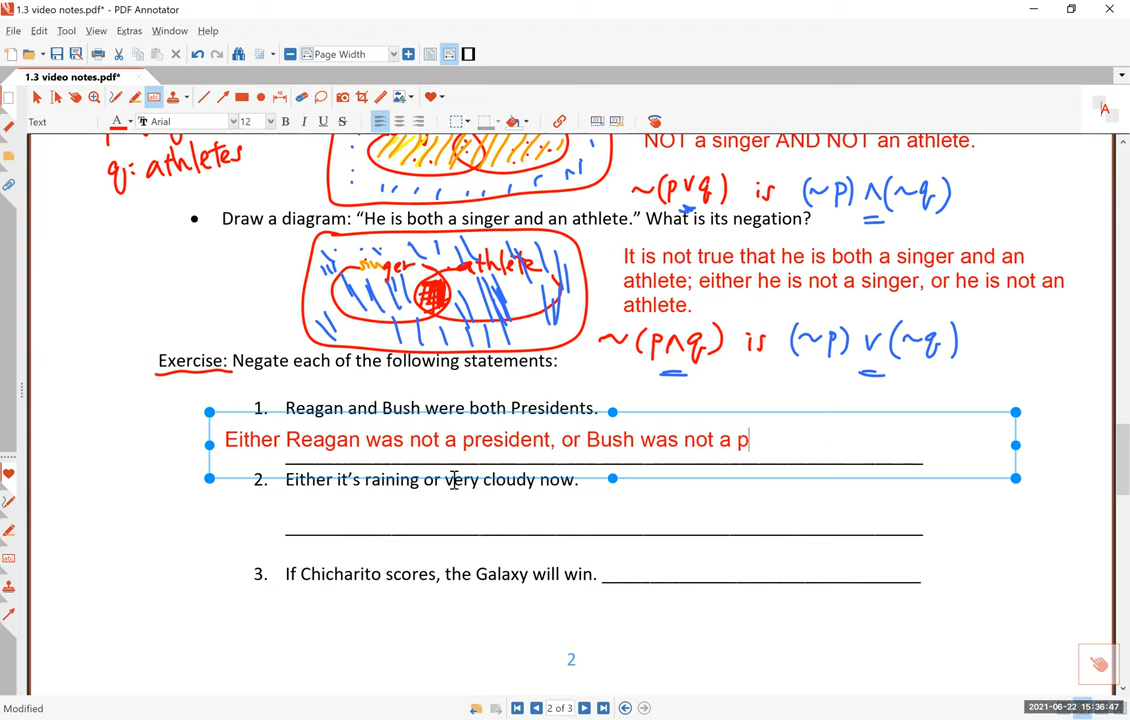 1.3 video notes.pdf* - PDF Annotator
File Edit Tool View Extras Window Help
Page Width
1.3 video notes.pdf*
Text A Arial 12 B I U S
A
q: athletes
NOT a singer AND NOT an athlete.
~(p∨q) is (~p) ∧ (~q)
• Draw a diagram: “He is both a singer and an athlete.” What is its negation?
singer athlete
It is not true that he is both a singer and an
athlete; either he is not a singer, or he is not an
athlete.
~(p∧q) is (~p) ∨ (~q)
Exercise: Negate each of the following statements:
1. Reagan and Bush were both Presidents.
Either Reagan was not a president, or Bush was not a p
2. Either it’s raining or very cloudy now.
3. If Chicharito scores, the Galaxy will win.
2
Modified
2 of 3
2021-06-22 15:36:47